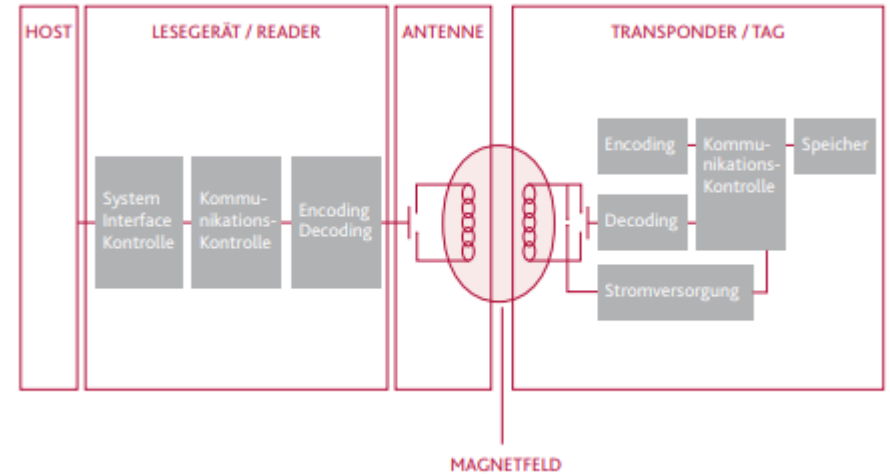 HOST
LESEGERÄT / READER
ANTENNE
TRANSPONDER / TAG
System
Interface
Kontrolle
Kommu-
nikations-
Kontrolle
Encoding
Decoding
Encoding
Decoding
Kommu-
nikations-
Kontrolle
Speicher
Stromversorgung
MAGNETFELD